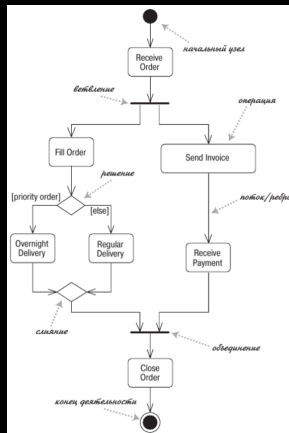 начальный узел
Receive
Order
ветвление
операция
Fill Order
Send Invoice
решение
[priority order]
[else]
поток/ребро
Overnight
Delivery
Regular
Delivery
Receive
Payment
слияние
объединение
Close
Order
конец деятельности